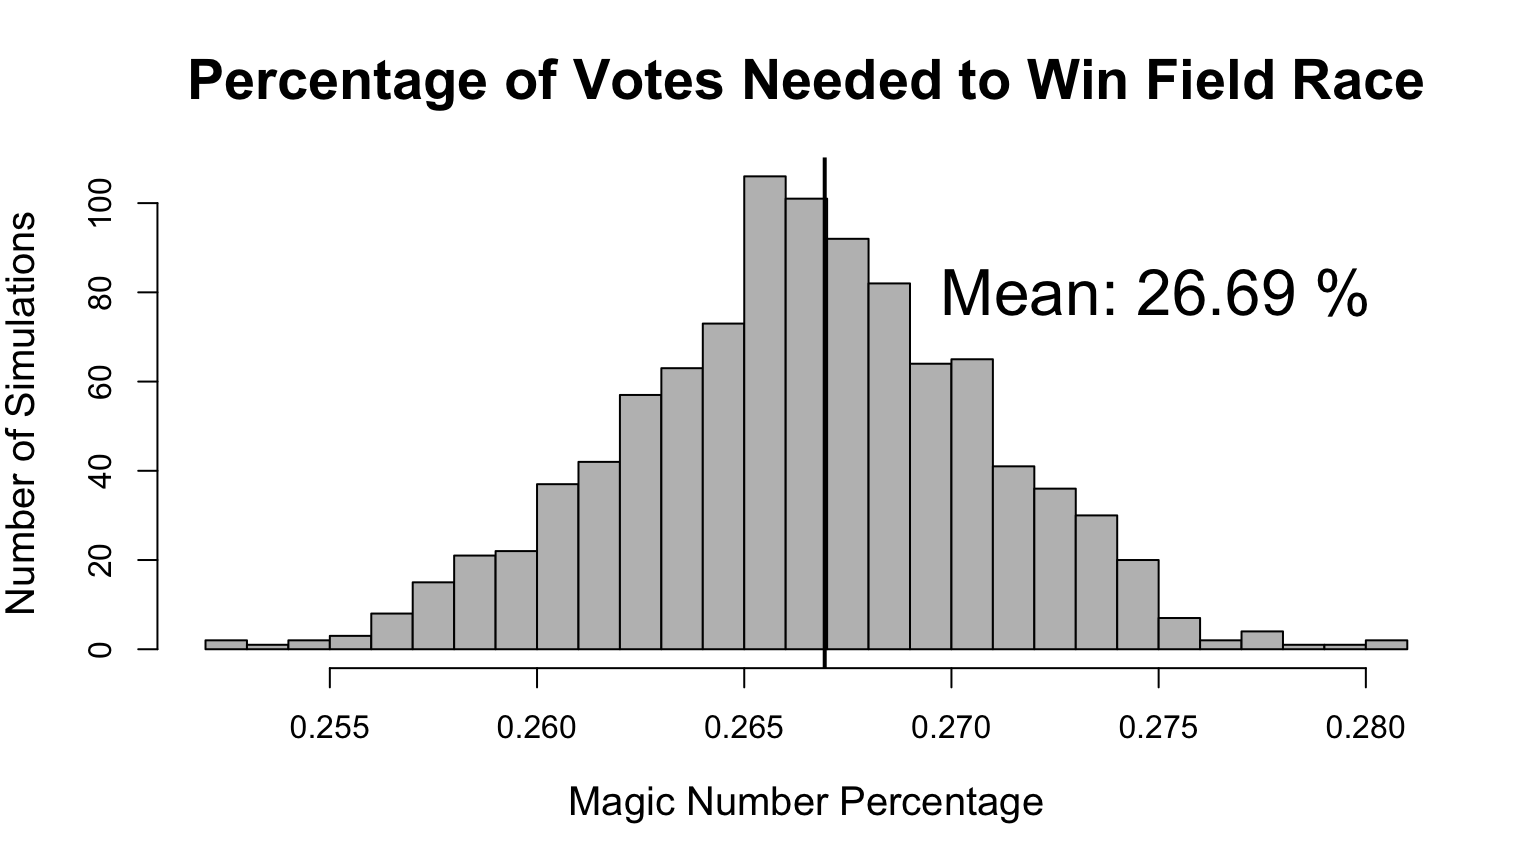 Percentage of Votes Needed to Win Field Race
Number of Simulations
100
80
60
40
20
0
Mean: 26.69 %
0.255 0.260 0.265 0.270 0.275 0.280
Magic Number Percentage